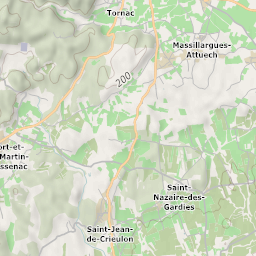 Tornac
Massillargues-
Attuech
200
ort-et-
Martin-
ssenac
Saint-
Nazaire-des-
Gardies
Saint-Jean-
de-Crieulon